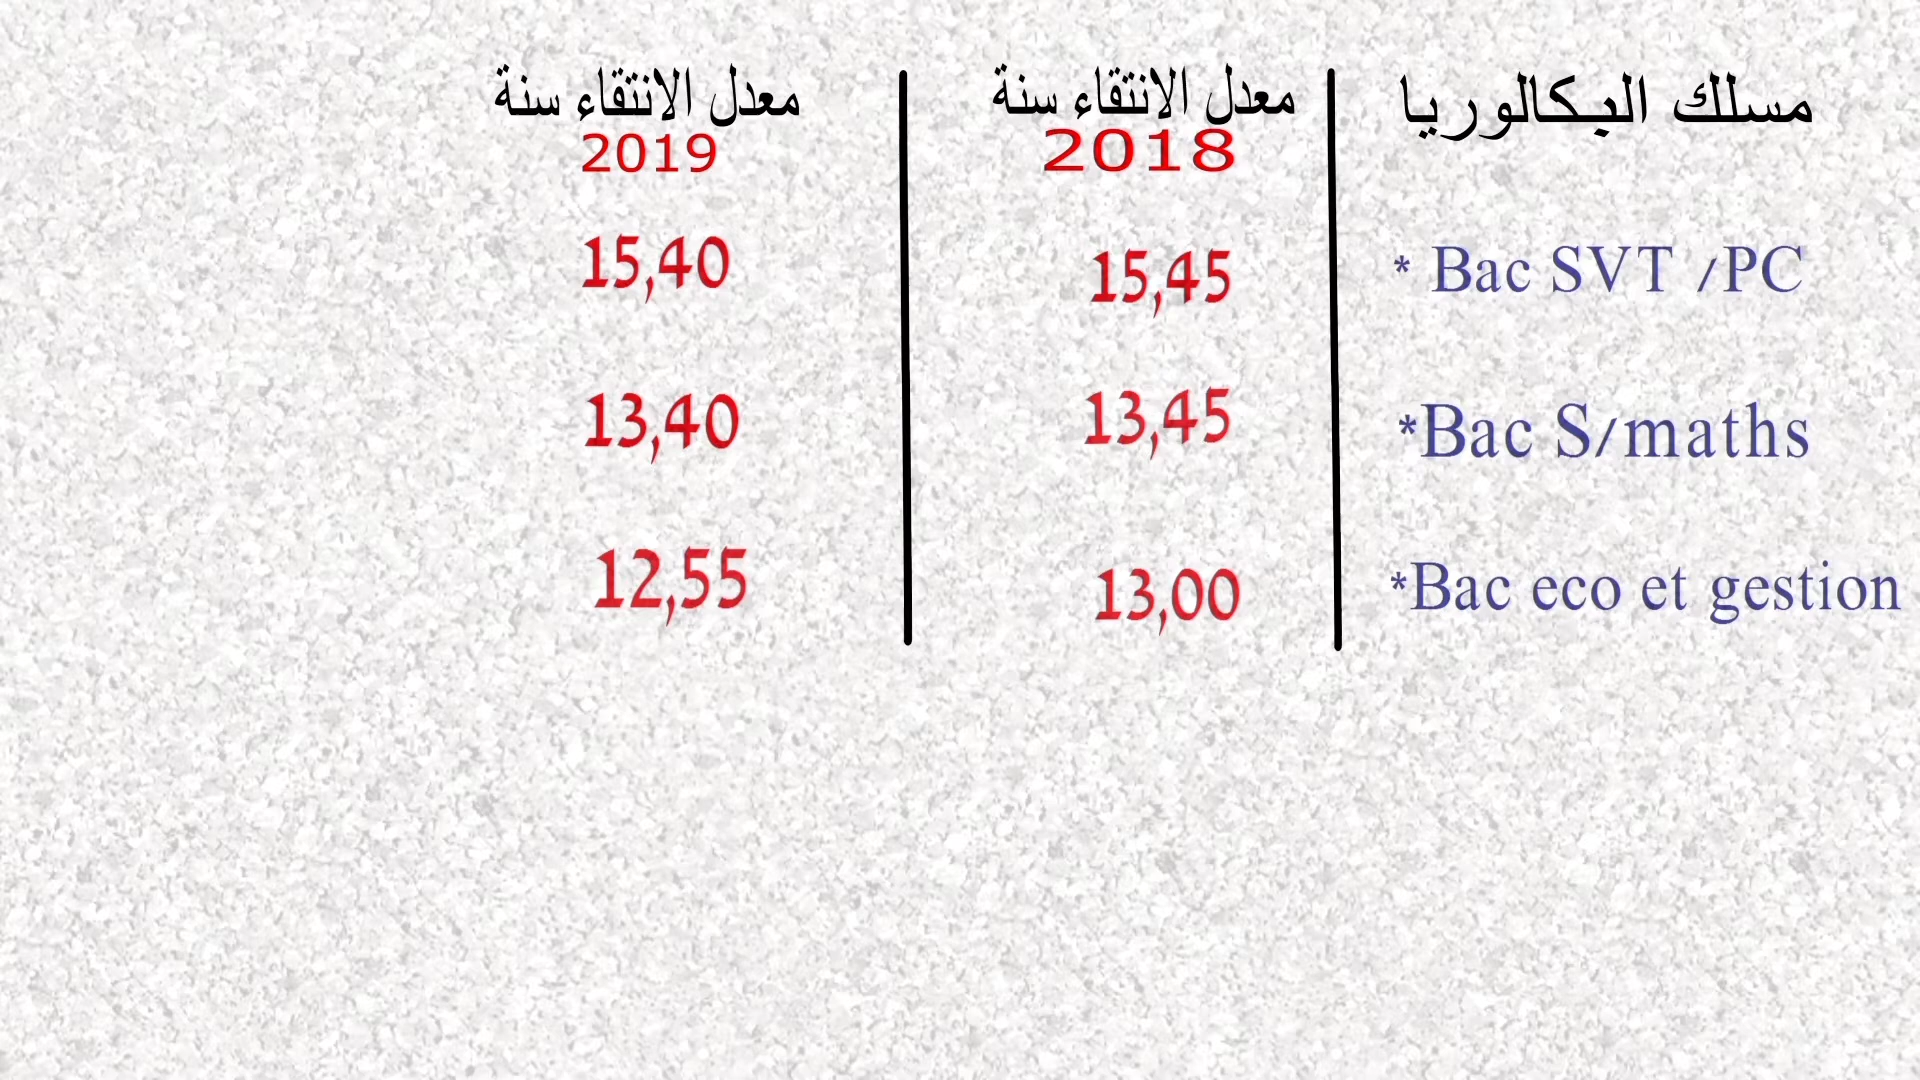 مسلك البكالوريا
معدل الانتقاء سنة
2018
معدل الانتقاء سنة
2019
* Bac SVT /PC
15,45
15,40
*Bac S/maths
13,45
13,40
*Bac eco et gestion
13,00
12,55